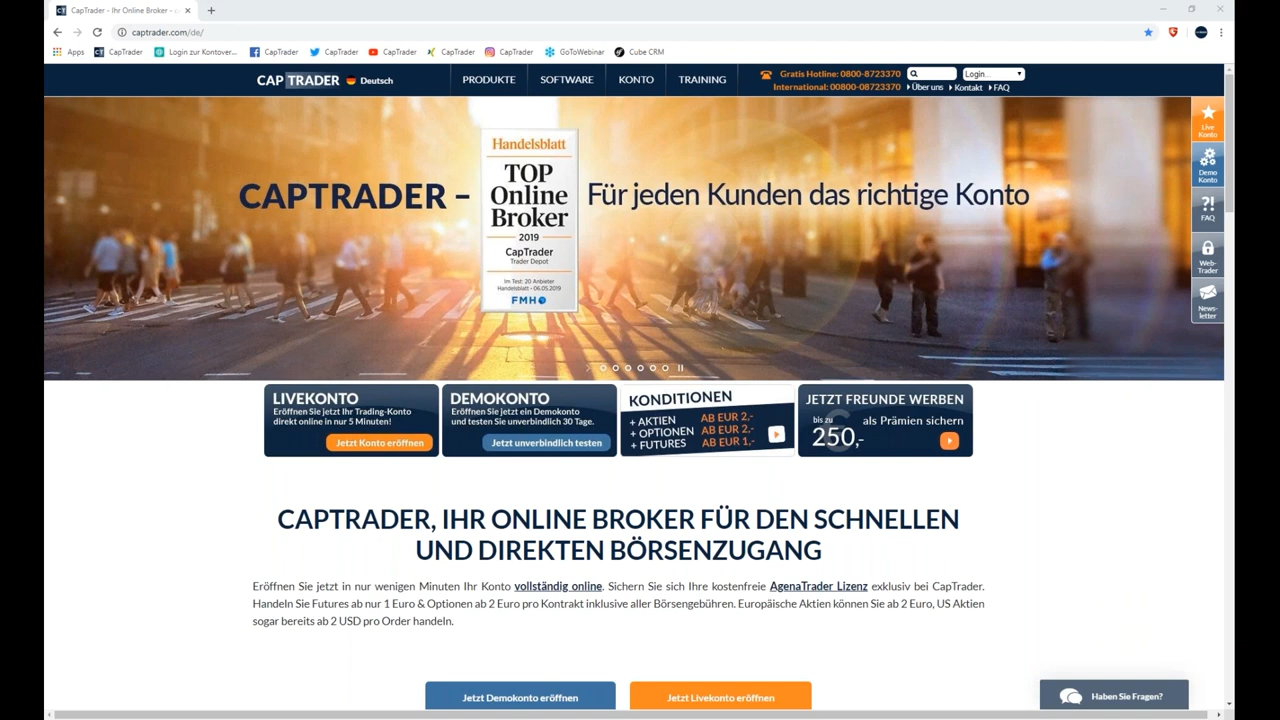 CapTrader - Ihr Online Broker - c
captrader.com/de/
Apps CapTrader Login zur Kontover... CapTrader CapTrader CapTrader CapTrader CapTrader GoToWebinar Cube CRM
CAP TRADER Deutsch PRODUKTE SOFTWARE KONTO TRAINING
Gratis Hotline: 0800-8723370 Login...
International: 00800-08723370 Über uns Kontakt FAQ
Handelsblatt
TOP
Online
Broker
2019
CapTrader
Trader Depot
Im Test: 20 Anbieter
Handelsblatt - 06.05.2019
FMH
CAPTRADER – Für jeden Kunden das richtige Konto
Live
Konto
Demo
Konto
?!
FAQ
Web-
Trader
News-
letter
LIVEKONTO
Eröffnen Sie jetzt Ihr Trading-Konto
direkt online in nur 5 Minuten!
Jetzt Konto eröffnen
DEMOKONTO
Eröffnen Sie jetzt ein Demokonto
und testen Sie unverbindlich 30 Tage.
Jetzt unverbindlich testen
KONDITIONEN
+ AKTIEN AB EUR 2,-
+ OPTIONEN AB EUR 2,-
+ FUTURES AB EUR 1,-
JETZT FREUNDE WERBEN
bis zu als Prämien sichern
€
250,-
CAPTRADER, IHR ONLINE BROKER FÜR DEN SCHNELLEN
UND DIREKTEN BÖRSENZUGANG
Eröffnen Sie jetzt in nur wenigen Minuten Ihr Konto vollständig online. Sichern Sie sich Ihre kostenfreie AgenaTrader Lizenz exklusiv bei CapTrader.
Handeln Sie Futures ab nur 1 Euro & Optionen ab 2 Euro pro Kontrakt inklusive aller Börsengebühren. Europäische Aktien können Sie ab 2 Euro, US Aktien
sogar bereits ab 2 USD pro Order handeln.
Jetzt Demokonto eröffnen Jetzt Livekonto eröffnen
Haben Sie Fragen?